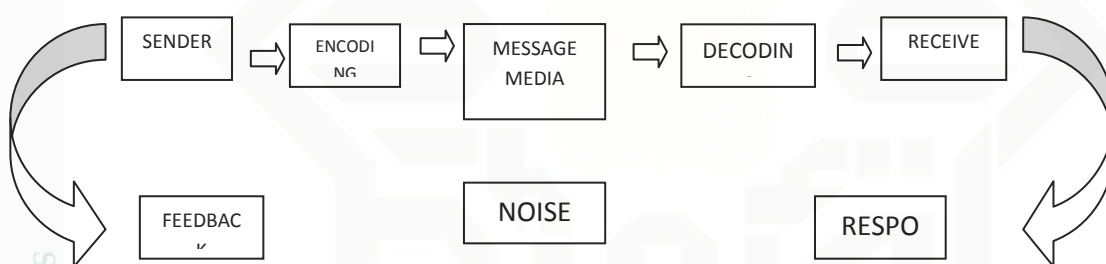 SENDER
ENCODI
NG
MESSAGE
MEDIA
DECODIN
RECEIVE
FEEDBAC
K
NOISE
RESPO